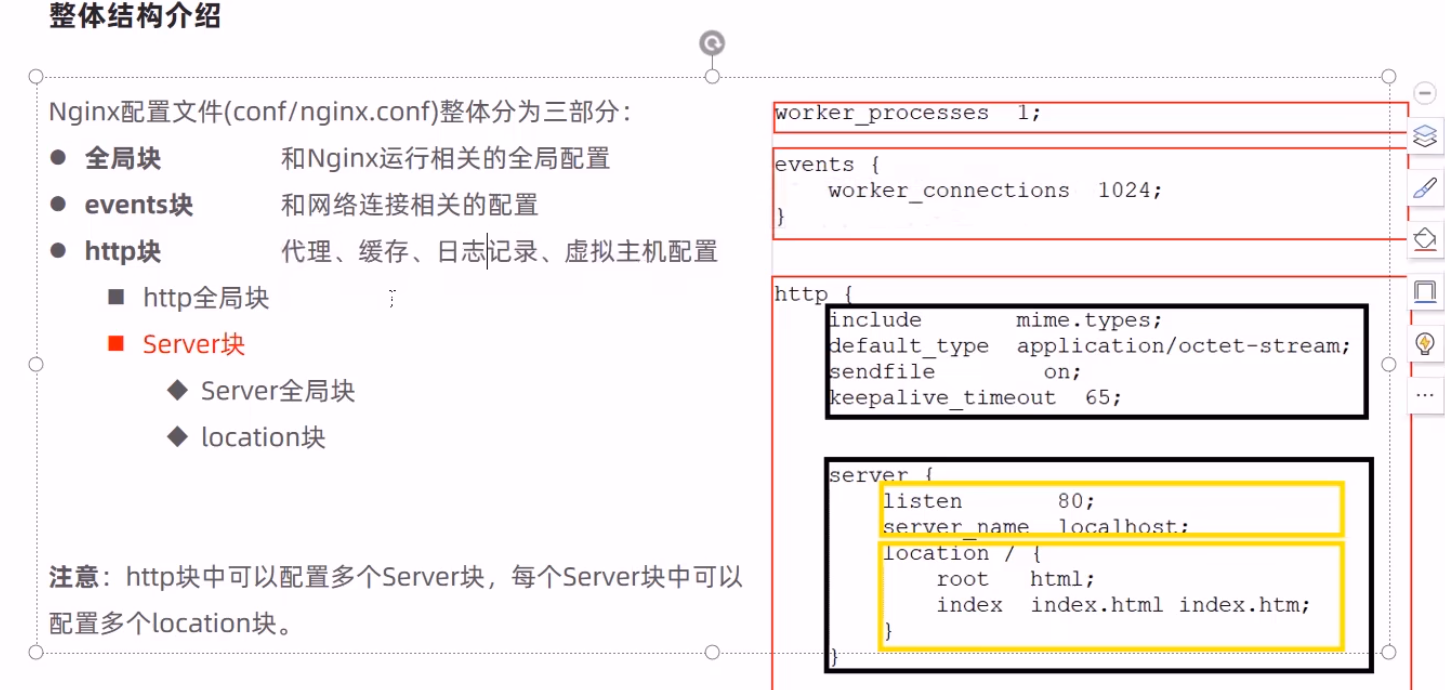 整体结构介绍
Nginx配置文件(conf/nginx.conf)整体分为三部分：
● 全局块 和Nginx运行相关的全局配置
● events块 和网络连接相关的配置
● http块 代理、缓存、日志记录、虚拟主机配置
■ http全局块
■ Server块
◆ Server全局块
◆ location块
注意：http块中可以配置多个Server块，每个Server块中可以
配置多个location块。
worker_processes  1;
events {
    worker_connections  1024;
}
http {
    include       mime.types;
    default_type  application/octet-stream;
    sendfile        on;
    keepalive_timeout  65;
    server {
        listen       80;
        server_name  localhost;
        location / {
            root   html;
            index  index.html index.htm;
        }
    }